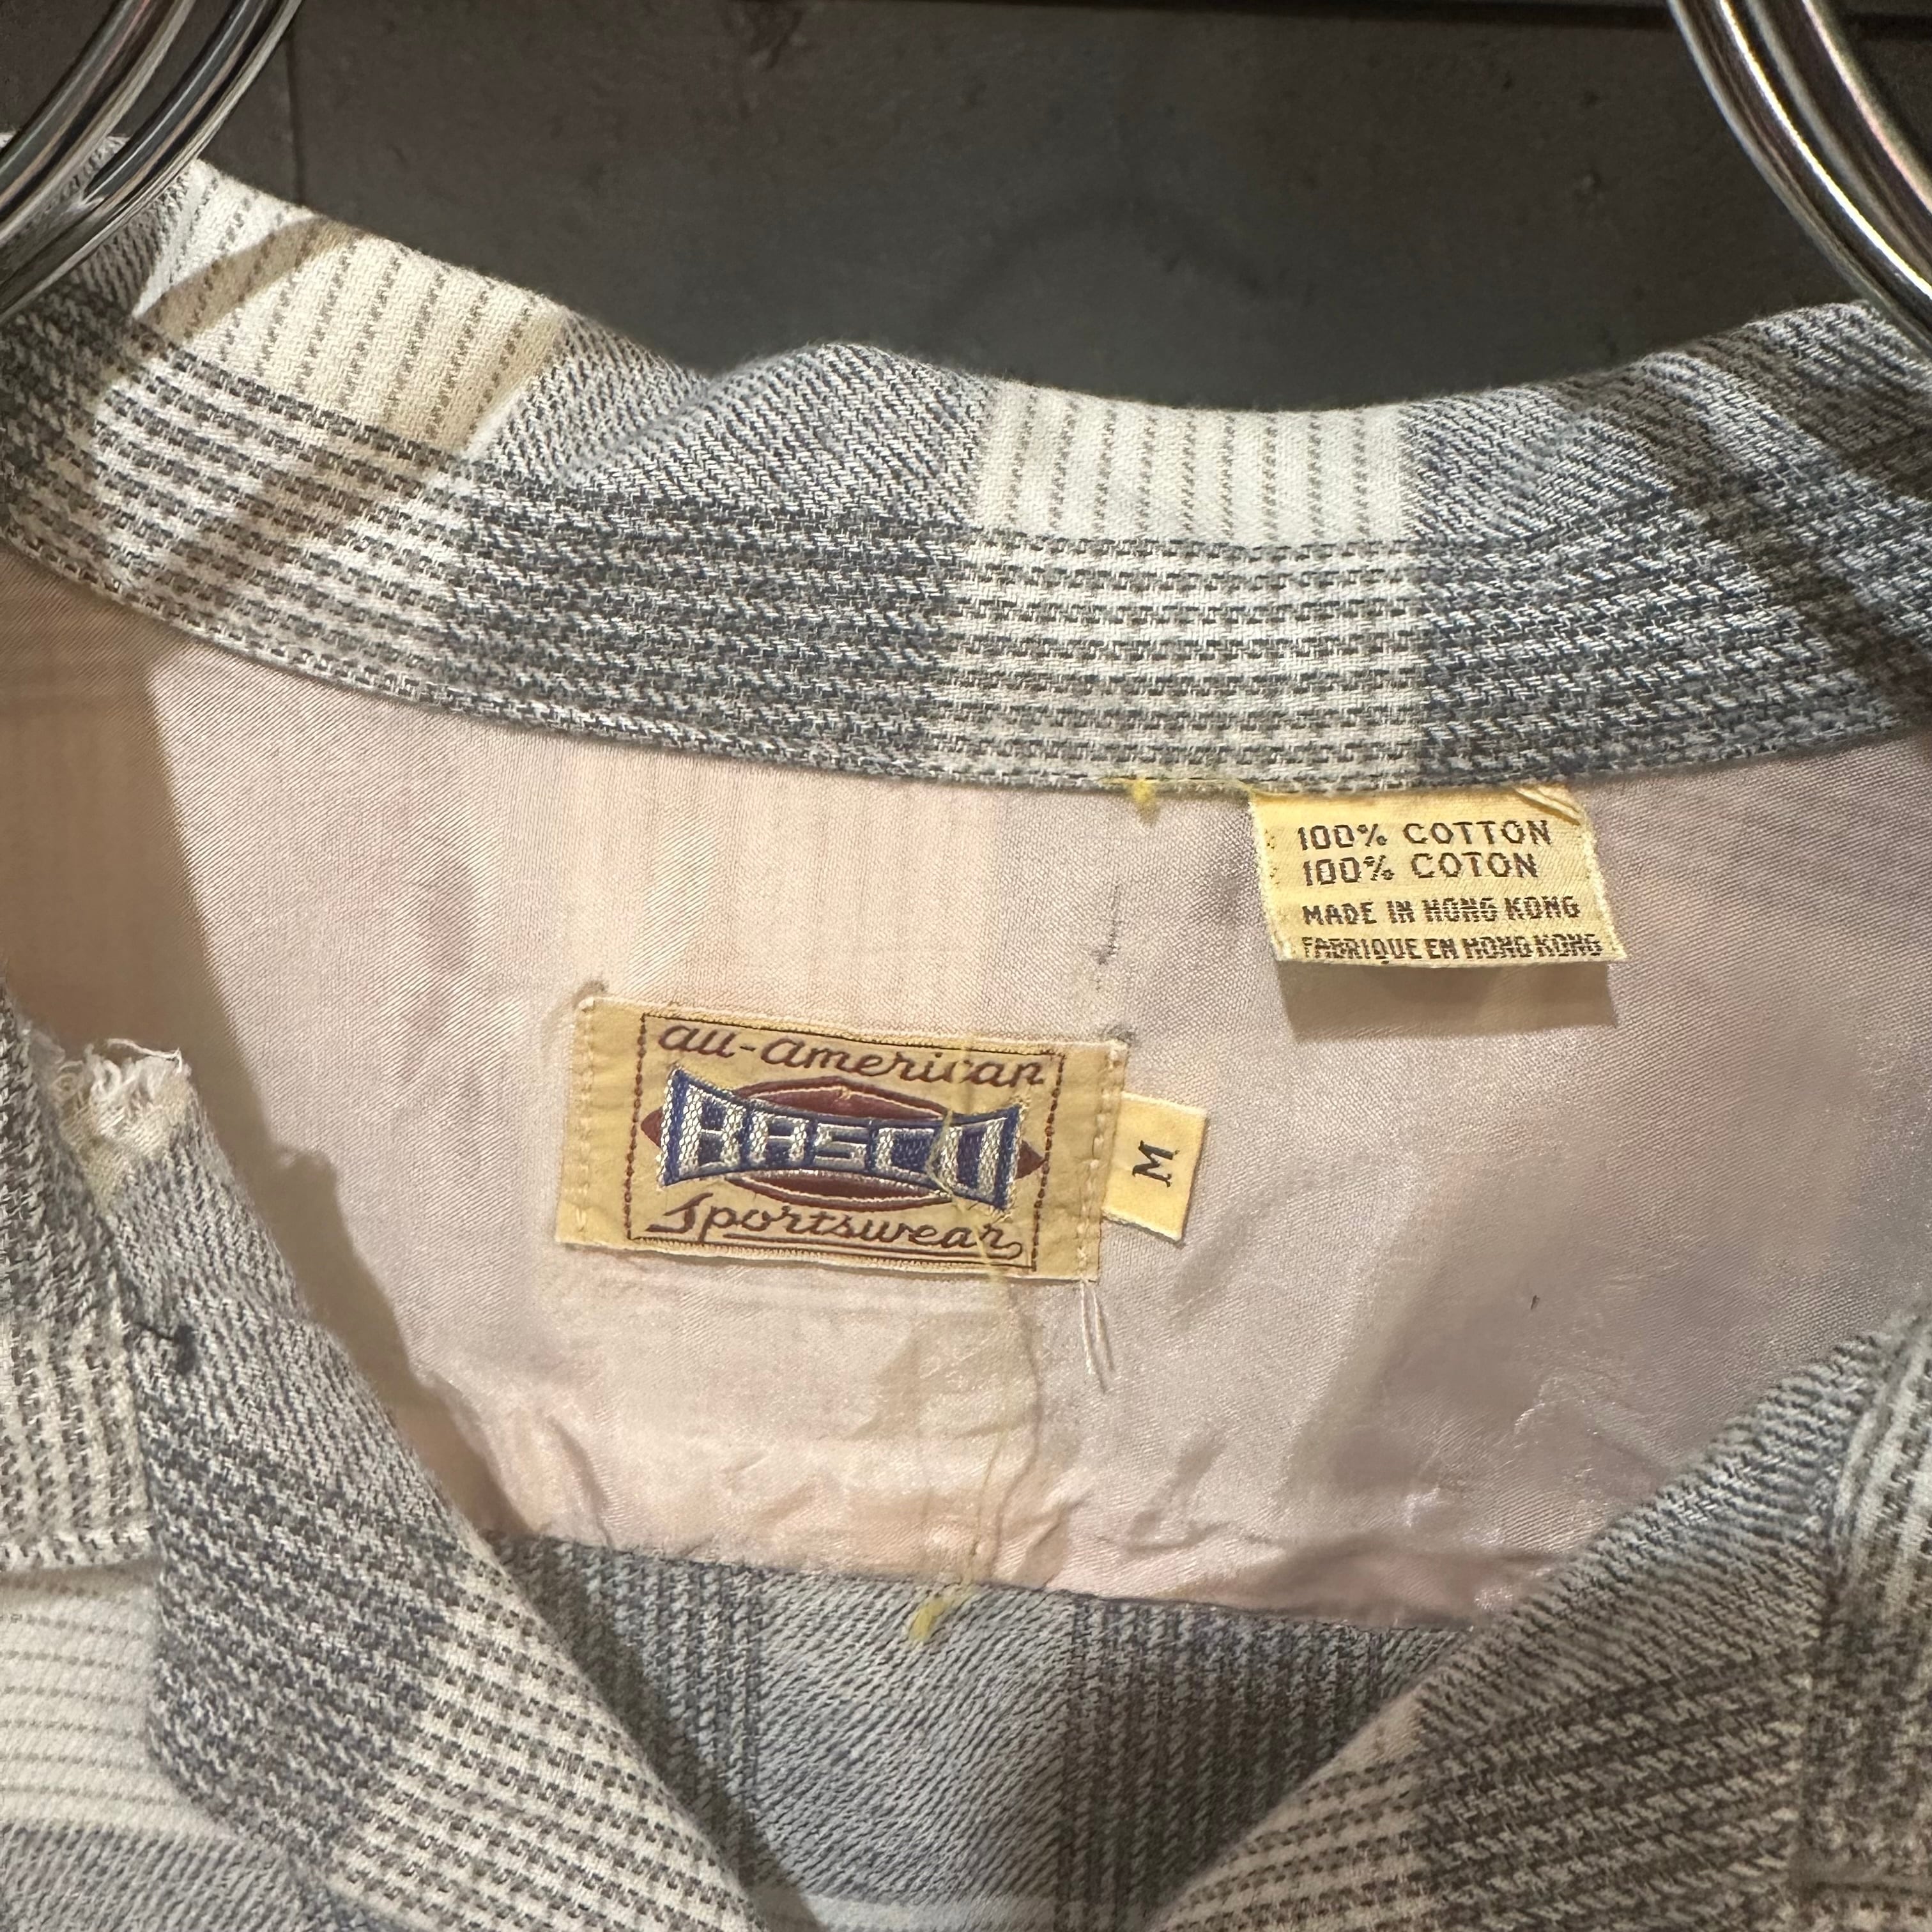 100% COTTON
100% COTON
MADE IN HONG KONG
FABRIQUE EN HONG KONG
all-american
BASCO
Sportswear
M